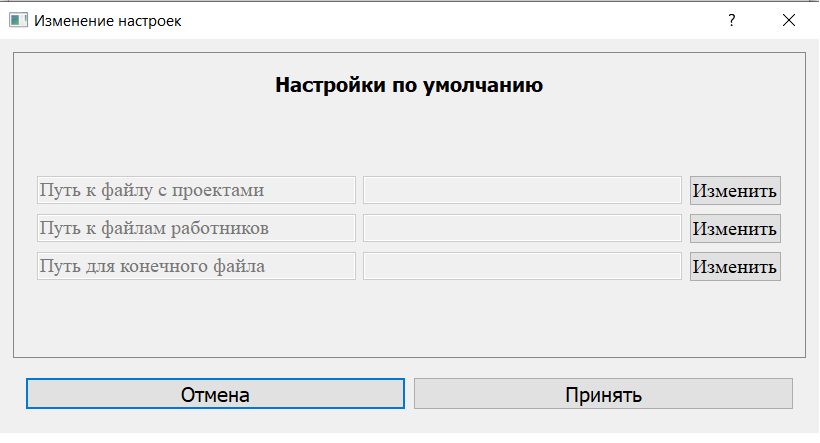 Изменение настроек ?
Настройки по умолчанию
Путь к файлу с проектами Изменить
Путь к файлам работников Изменить
Путь для конечного файла Изменить
Отмена Принять